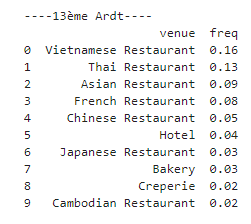 ----13ème Ardt----
venue freq
0 Vietnamese Restaurant 0.16
1 Thai Restaurant 0.13
2 Asian Restaurant 0.09
3 French Restaurant 0.08
4 Chinese Restaurant 0.05
5 Hotel 0.04
6 Japanese Restaurant 0.03
7 Bakery 0.03
8 Creperie 0.02
9 Cambodian Restaurant 0.02